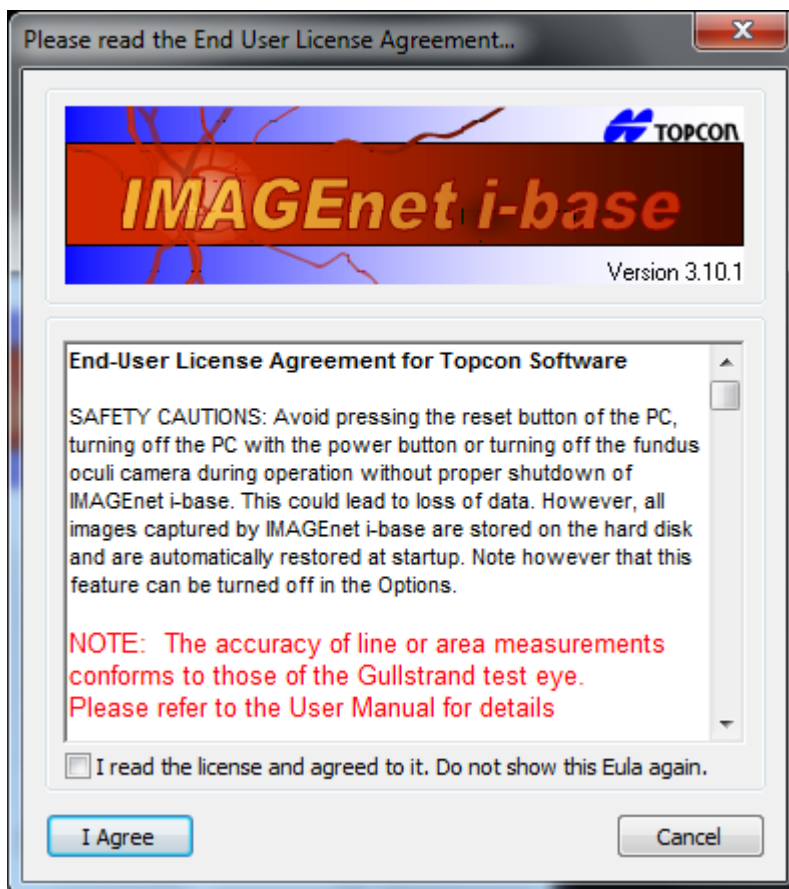 Please read the End User License Agreement...
TOPCON
IMAGEnet i-base
Version 3.10.1
End-User License Agreement for Topcon Software
SAFETY CAUTIONS: Avoid pressing the reset button of the PC,
turning off the PC with the power button or turning off the fundus
oculi camera during operation without proper shutdown of
IMAGEnet i-base. This could lead to loss of data. However, all
images captured by IMAGEnet i-base are stored on the hard disk
and are automatically restored at startup. Note however that this
feature can be turned off in the Options.
NOTE: The accuracy of line or area measurements
conforms to those of the Gullstrand test eye.
Please refer to the User Manual for details
I read the license and agreed to it. Do not show this Eula again.
I Agree
Cancel